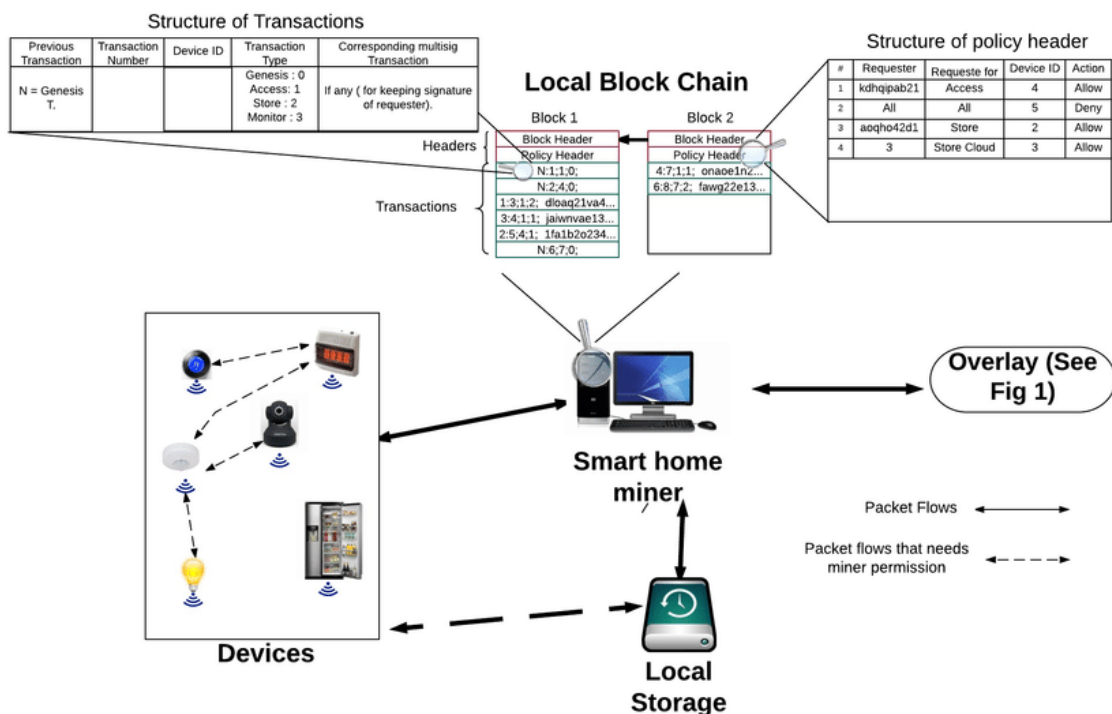 Structure of Transactions
Previous Transaction
Transaction Number
Device ID
Transaction Type
Corresponding multisig Transaction
N = Genesis T.
Genesis : 0
Access: 1
Store : 2
Monitor : 3
If any ( for keeping signature of requester).
Structure of policy header
# Requester Requeste for Device ID Action
1 kdhqipab21 Access 4 Allow
2 All All 5 Deny
3 aoqho42d1 Store 2 Allow
4 3 Store Cloud 3 Allow
Local Block Chain
Block 1
Block 2
Headers
Block Header
Policy Header
Block Header
Policy Header
Transactions
N:1;1;0;
N:2;4;0;
1:3;1;2; dloaq21va4...
3:4;1;1; jaiwnvae13...
2:5;4;1; 1fa1b2o234...
N:6;7;0;
4:7;1;1; onaoe1n2...
6:8;7;2; fawg22e13...
Overlay (See
Fig 1)
Smart home
miner
Packet Flows
Packet flows that needs
miner permission
Devices
Local
Storage